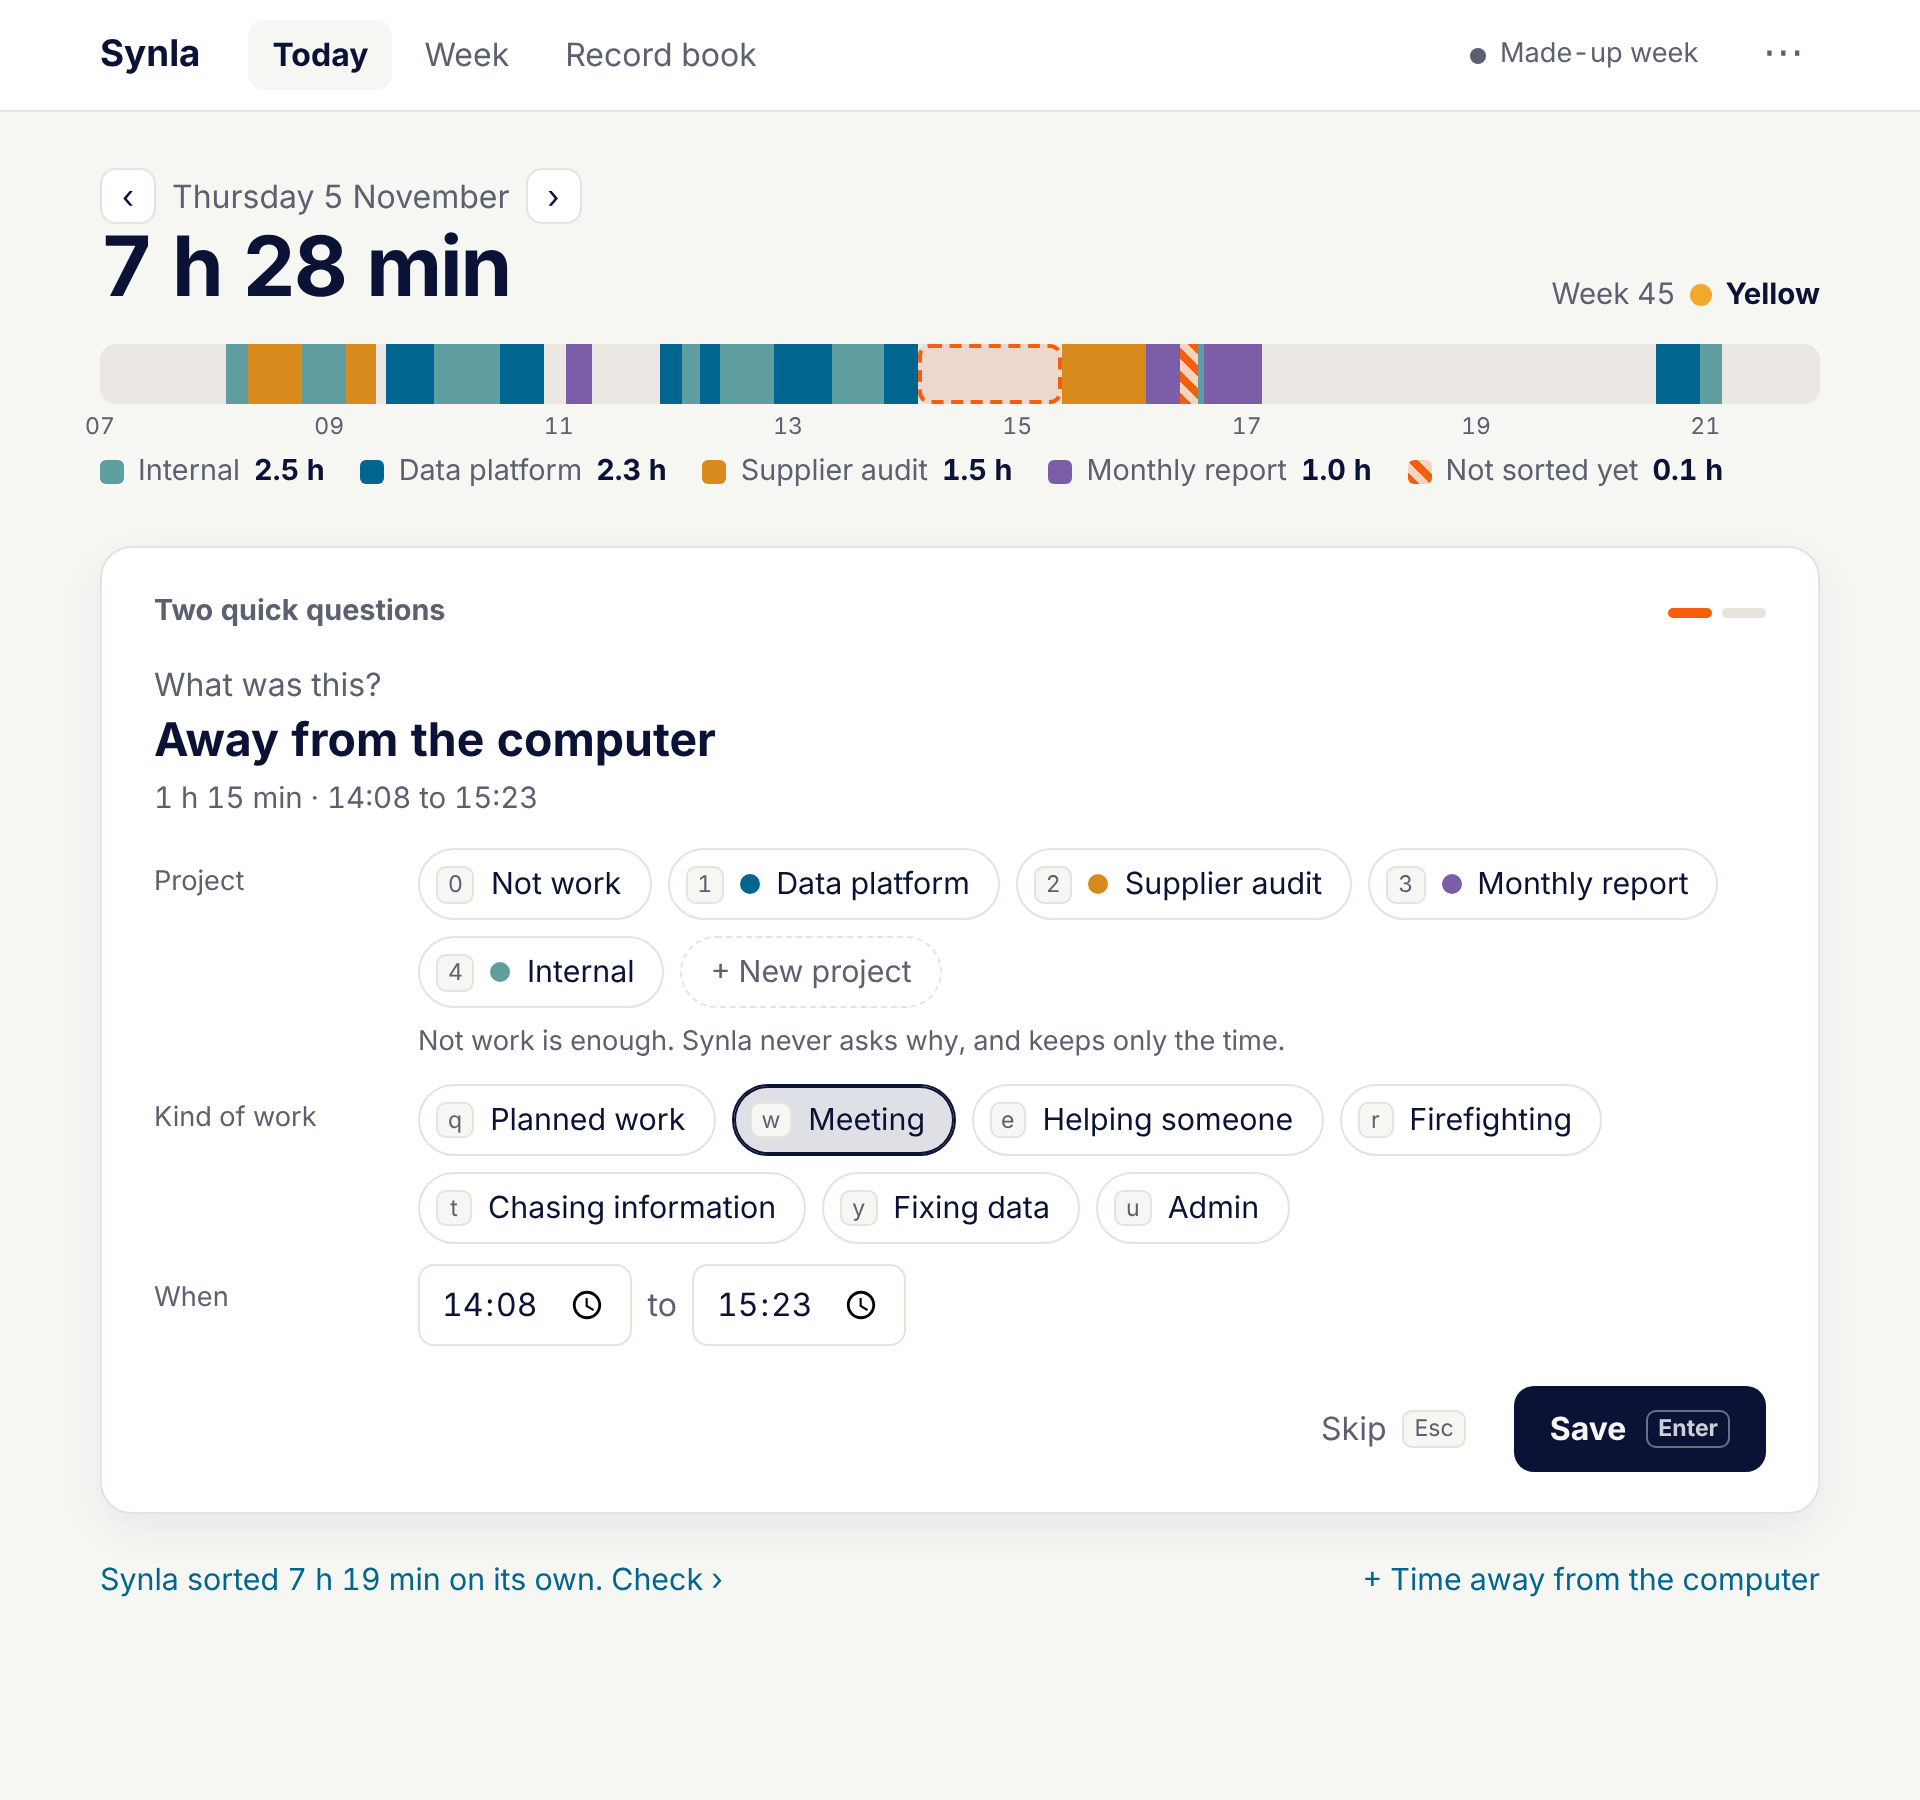 Synla Today Week Record book Made-up week ···
‹ Thursday 5 November ›
7 h 28 min
Week 45 Yellow
07 09 11 13 15 17 19 21
Internal 2.5 h Data platform 2.3 h Supplier audit 1.5 h Monthly report 1.0 h Not sorted yet 0.1 h
Two quick questions
What was this?
Away from the computer
1 h 15 min · 14:08 to 15:23
Project 0 Not work 1 Data platform 2 Supplier audit 3 Monthly report
4 Internal + New project
Not work is enough. Synla never asks why, and keeps only the time.
Kind of work q Planned work w Meeting e Helping someone r Firefighting
t Chasing information y Fixing data u Admin
When 14:08 to 15:23
Skip Esc Save Enter
Synla sorted 7 h 19 min on its own. Check › + Time away from the computer